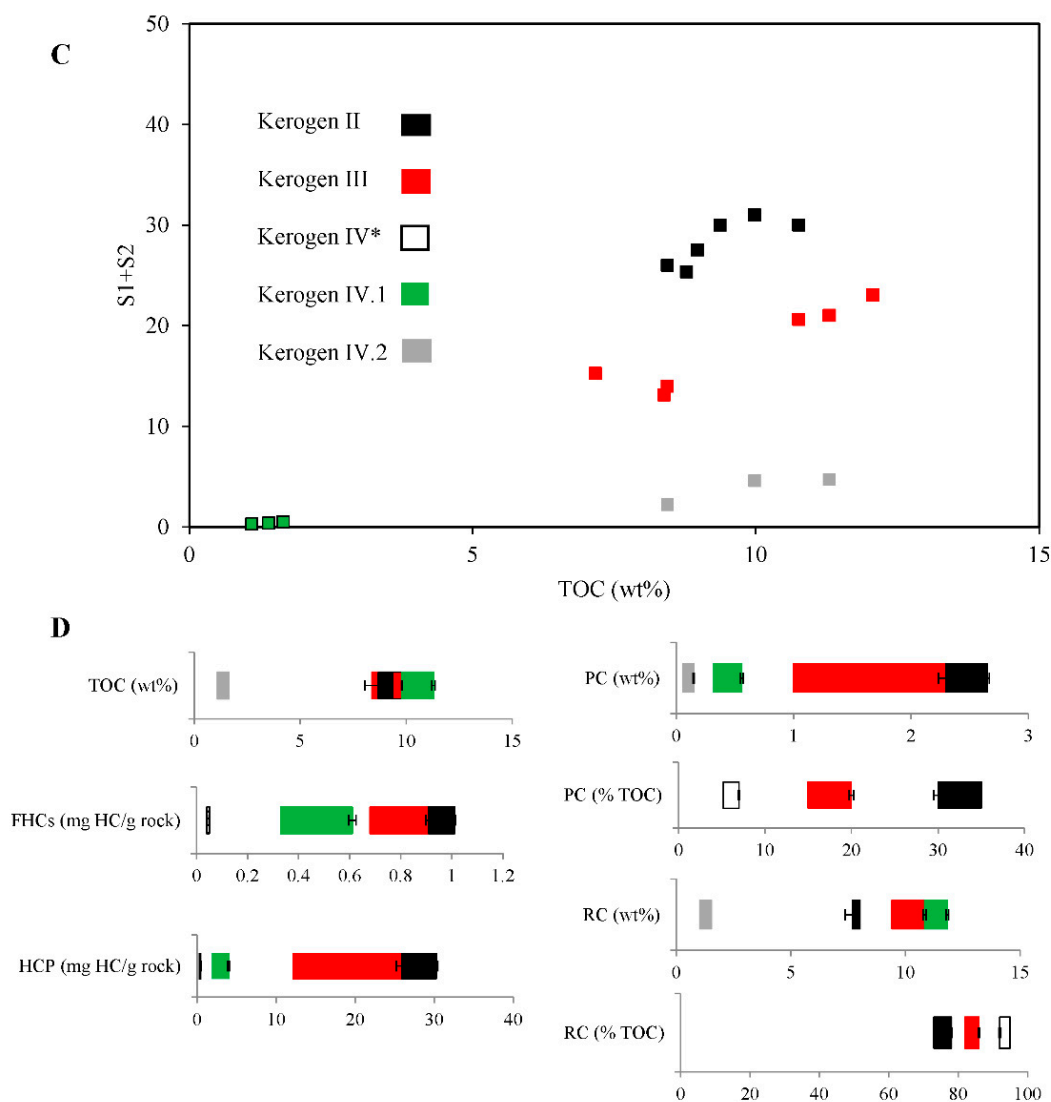 C
50
40
30
20
10
0
S1+S2
Kerogen II
Kerogen III
Kerogen IV*
Kerogen IV.1
Kerogen IV.2
0 5 10 15
TOC (wt%)
D
TOC (wt%)
0 5 10 15
FHCs (mg HC/g rock)
0 0.2 0.4 0.6 0.8 1 1.2
HCP (mg HC/g rock)
0 10 20 30 40
PC (wt%)
0 1 2 3
PC (% TOC)
0 10 20 30 40
RC (wt%)
0 5 10 15
RC (% TOC)
0 20 40 60 80 100